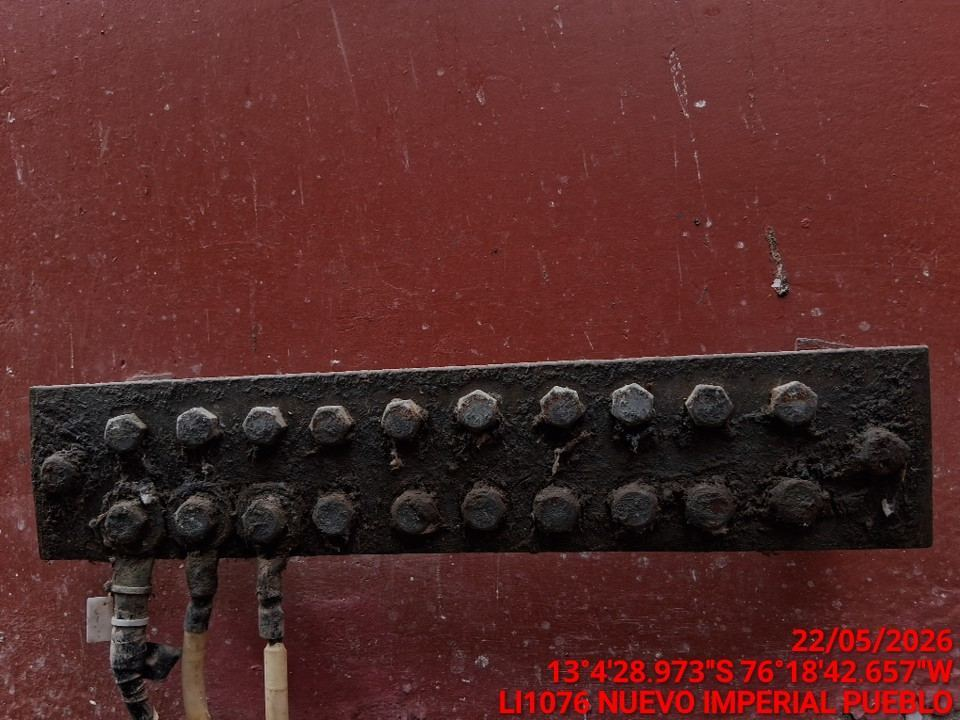 22/05/2026
13°4'28.973"S 76°18'42.657"W
LI1076 NUEVO IMPERIAL PUEBLO